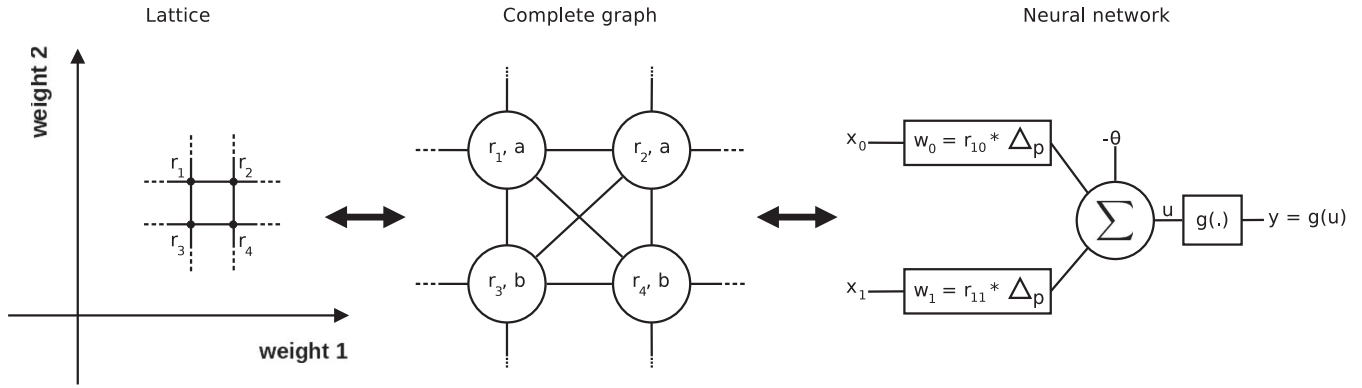 Lattice
Complete graph
Neural network
weight 2
weight 1
r1
r2
r3
r4
r1, a
r2, a
r3, b
r4, b
x0
w0 = r10 * Δp
-θ
Σ
u
g(.)
y = g(u)
x1
w1 = r11 * Δp